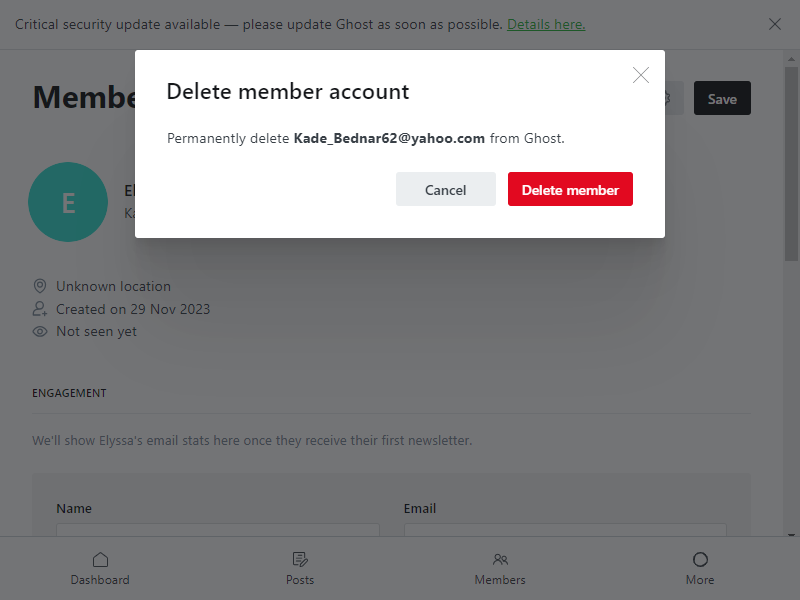 Critical security update available — please update Ghost as soon as possible. Details here.
Delete member account
Permanently delete Kade_Bednar62@yahoo.com from Ghost.
Cancel
Delete member
Save
E
Unknown location
Created on 29 Nov 2023
Not seen yet
ENGAGEMENT
We'll show Elyssa's email stats here once they receive their first newsletter.
Name
Email
Dashboard
Posts
Members
More